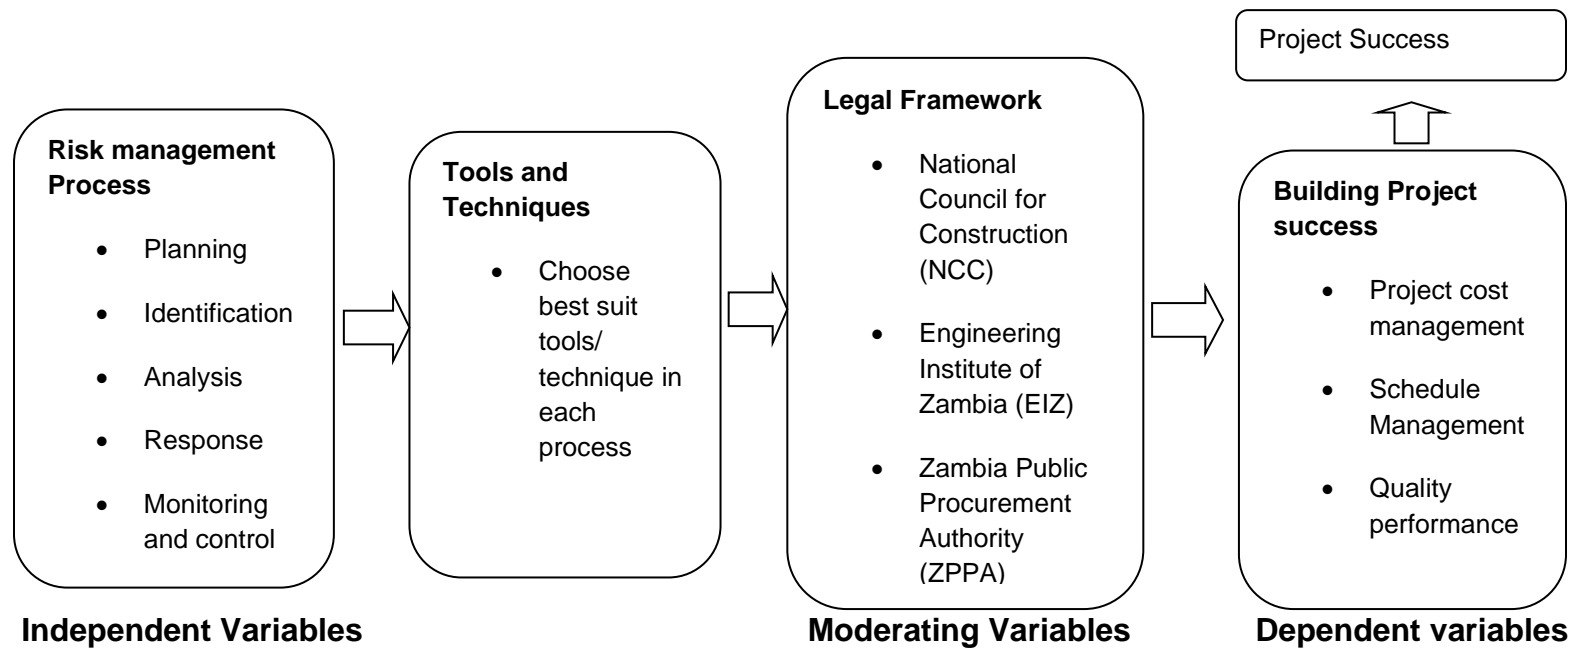 Project Success
Risk management
Process
• Planning
• Identification
• Analysis
• Response
• Monitoring
and control
Independent Variables
Tools and
Techniques
• Choose
best suit
tools/
technique in
each
process
Legal Framework
• National
Council for
Construction
(NCC)
• Engineering
Institute of
Zambia (EIZ)
• Zambia Public
Procurement
Authority
(ZPPA)
Moderating Variables
Building Project
success
• Project cost
management
• Schedule
Management
• Quality
performance
Dependent variables